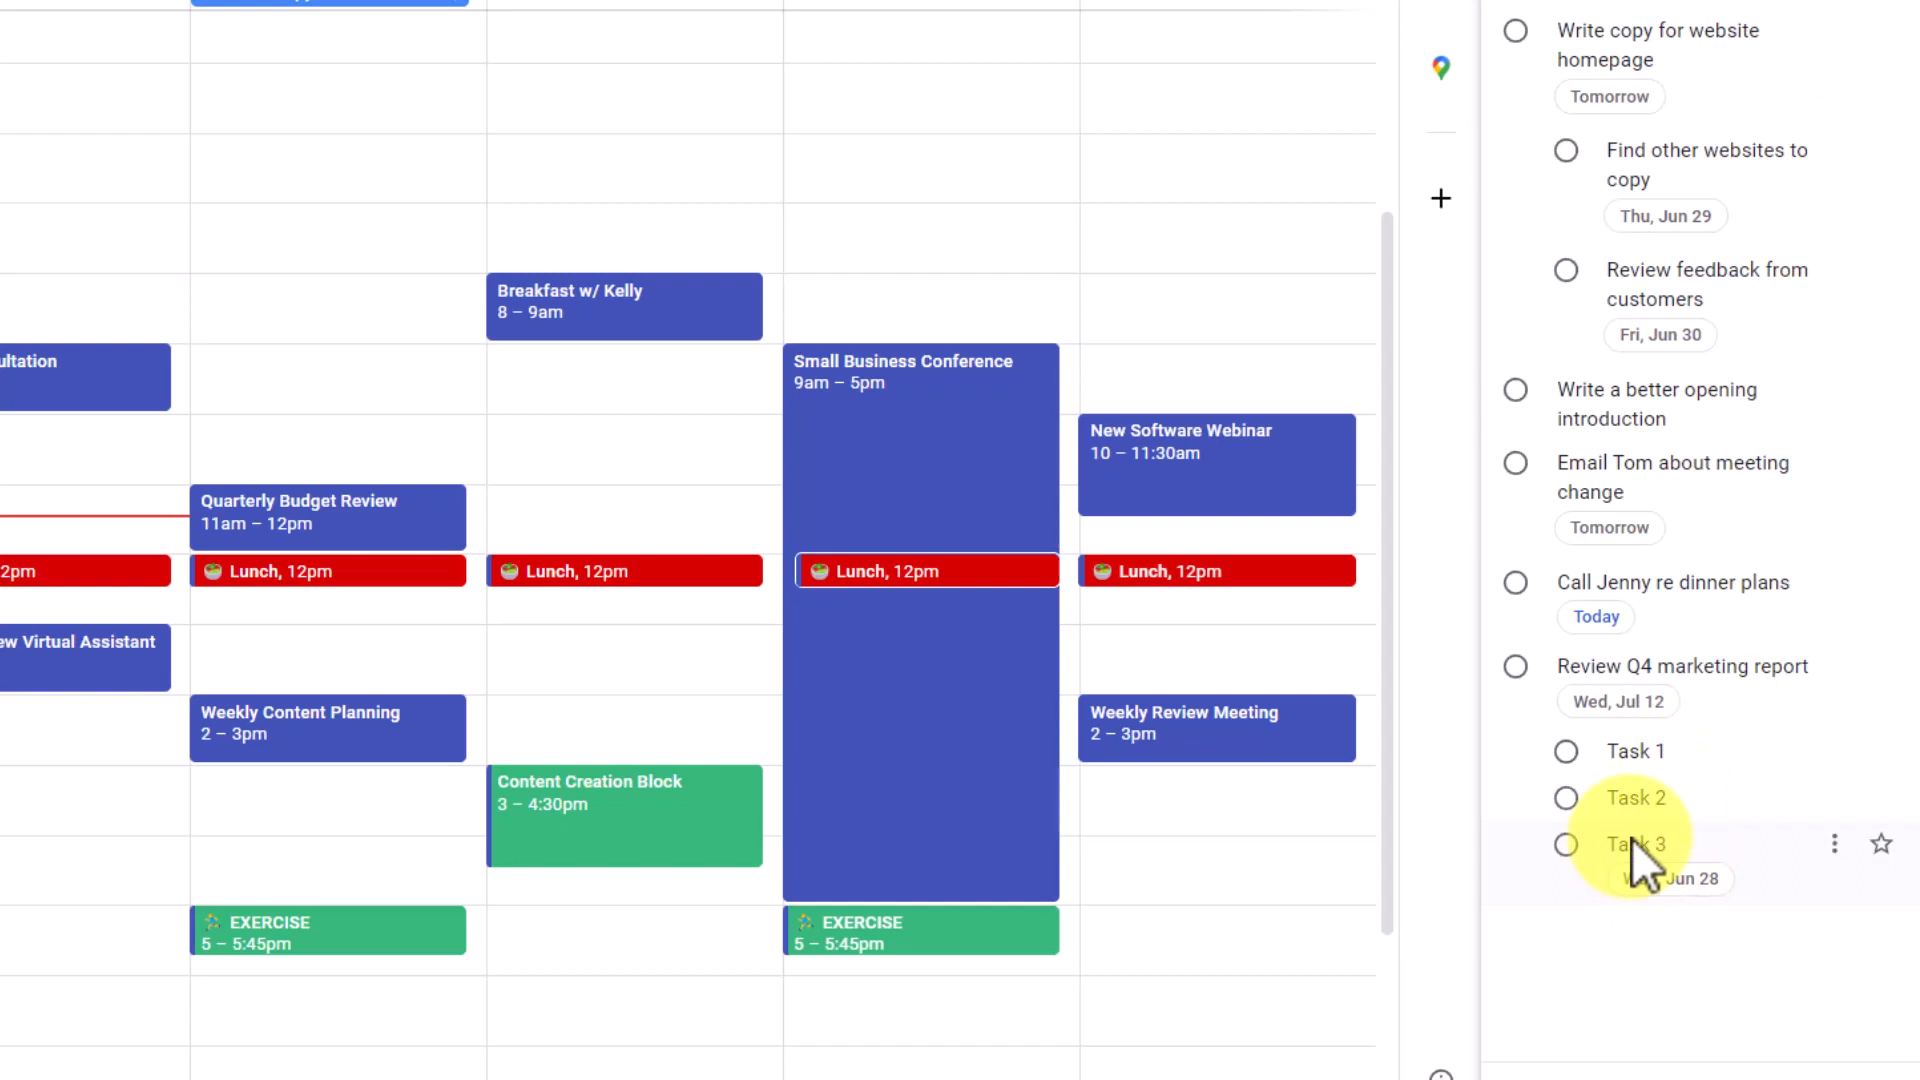 ultation
2pm
ew Virtual Assistant
Quarterly Budget Review
11am – 12pm
Lunch, 12pm
Weekly Content Planning
2 – 3pm
EXERCISE
5 – 5:45pm
Breakfast w/ Kelly
8 – 9am
Lunch, 12pm
Content Creation Block
3 – 4:30pm
Small Business Conference
9am – 5pm
Lunch, 12pm
EXERCISE
5 – 5:45pm
New Software Webinar
10 – 11:30am
Lunch, 12pm
Weekly Review Meeting
2 – 3pm
Write copy for website
homepage
Tomorrow
Find other websites to
copy
Thu, Jun 29
Review feedback from
customers
Fri, Jun 30
Write a better opening
introduction
Email Tom about meeting
change
Tomorrow
Call Jenny re dinner plans
Today
Review Q4 marketing report
Wed, Jul 12
Task 1
Task 2
Task 3
Jun 28